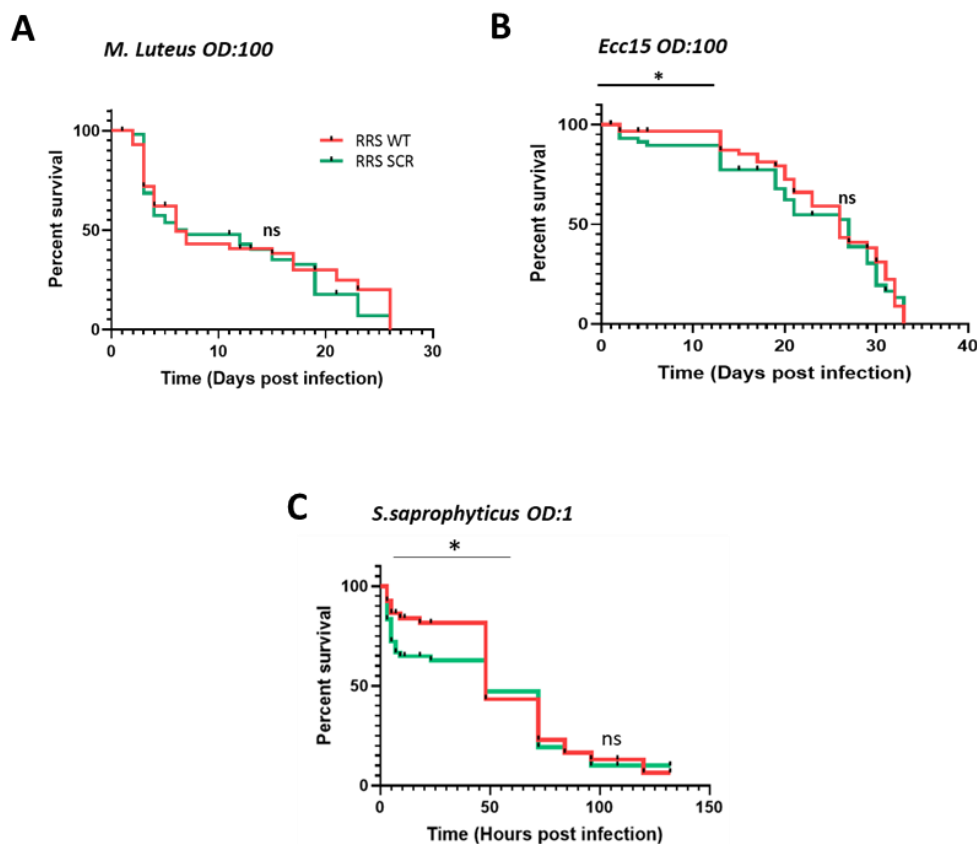 A
M. Luteus OD:100
100
50
0
Percent survival
RRS WT
RRS SCR
ns
0 10 20 30
Time (Days post infection)
B
Ecc15 OD:100
*
100
50
0
Percent survival
ns
0 10 20 30 40
Time (Days post infection)
C
S.saprophyticus OD:1
*
100
50
0
Percent survival
ns
0 50 100 150
Time (Hours post infection)